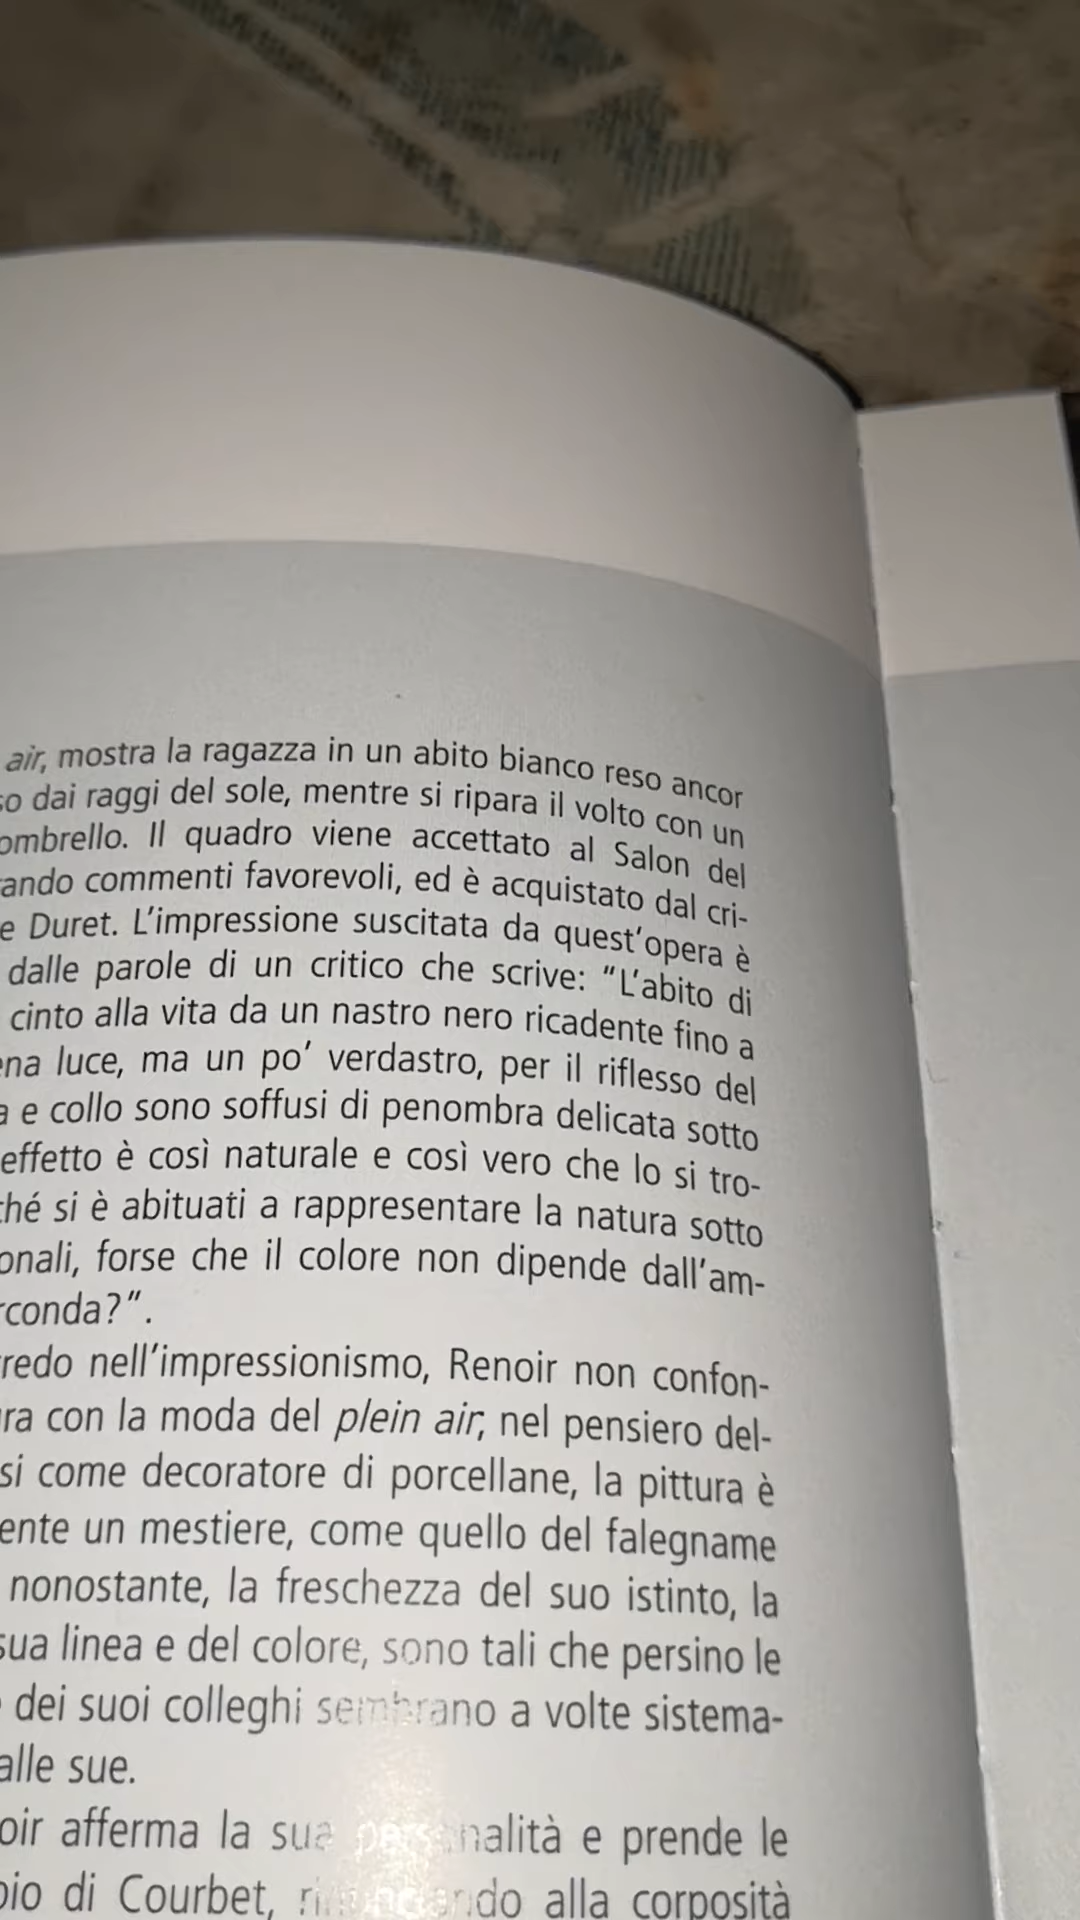 air, mostra la ragazza in un abito bianco reso ancor
dai raggi del sole, mentre si ripara il volto con un
ombrello. Il quadro viene accettato al Salon del
ando commenti favorevoli, ed è acquistato dal cri-
e Duret. L'impressione suscitata da quest'opera è
dalle parole di un critico che scrive: "L'abito di
cinto alla vita da un nastro nero ricadente fino a
ena luce, ma un po' verdastro, per il riflesso del
a e collo sono soffusi di penombra delicata sotto
effetto è così naturale e così vero che lo si tro-
ché si è abituati a rappresentare la natura sotto
onali, forse che il colore non dipende dall'am-
rconda?".
redo nell'impressionismo, Renoir non confon-
ra con la moda del plein air, nel pensiero del-
si come decoratore di porcellane, la pittura è
ente un mestiere, come quello del falegname
nonostante, la freschezza del suo istinto, la
sua linea e del colore, sono tali che persino le
dei suoi colleghi sembrano a volte sistema-
alle sue.
oir afferma la sua personalità e prende le
pio di Courbet, rinunciando alla corposità